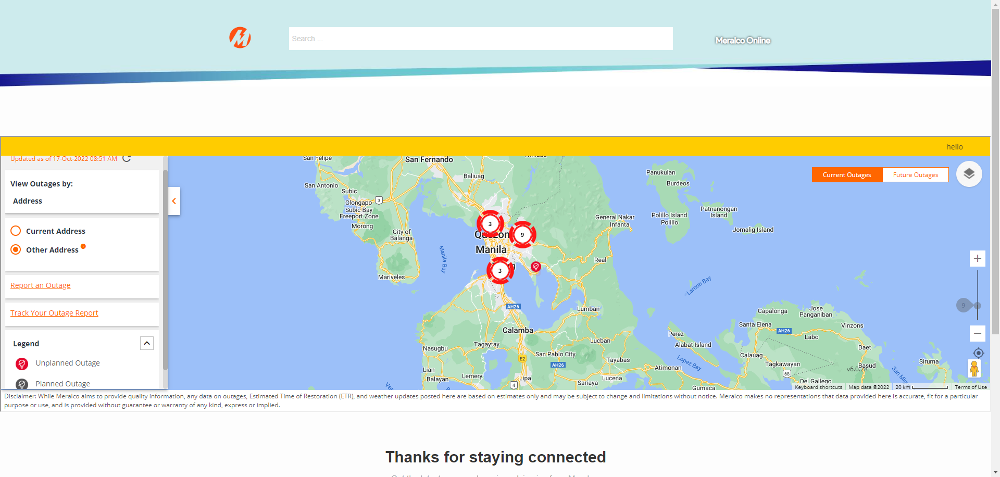 Search ...
Meralco Online
hello
Updated as of 17-Oct-2022 08:51 AM
View Outages by:
Address
Current Address
Other Address
Report an Outage
Track Your Outage Report
Legend
Unplanned Outage
Planned Outage
Current Outages
Future Outages
San Felipe
San Fernando
Baliuag
San Antonio
Subic
Olongapo
3
Subic Bay
Freeport Zone
Morong
City of
Balanga
Mariveles
Manila Bay
3
9
Manila
3
Panukulan
Burdeos
General Nakar
Infanta
Polillo Island
Polillo
Patnanongan
Island
Jomalig Island
Real
Lamon Bay
AH26
Lumban
Calamba
Nasugbu
Tagaytay
Lucban
E2
San Pablo City
AH26
Tayabas
Lian
Balayan
Lemery
4
Lipa
Lucena
Sariaya
Atimonan
Gumaca
Perez
Alabat Island
Lopez Bay
Calauag
Tagkawayan
68
Del Gallego
Santa Elena
AH26
Capalonga
Jose
Panganiban
Vinzons
Labo
Daet
Basud
Siruma
9
v6.0.28
Keyboard shortcuts
Map data ©2022
20 km
Terms of Use
Disclaimer: While Meralco aims to provide quality information, any data on outages, Estimated Time of Restoration (ETR), and weather updates posted here are based on estimates only and may be subject to change and limitations without notice. Meralco makes no representations that data provided here is accurate, fit for a particular
purpose or use, and is provided without guarantee or warranty of any kind, express or implied.
Thanks for staying connected